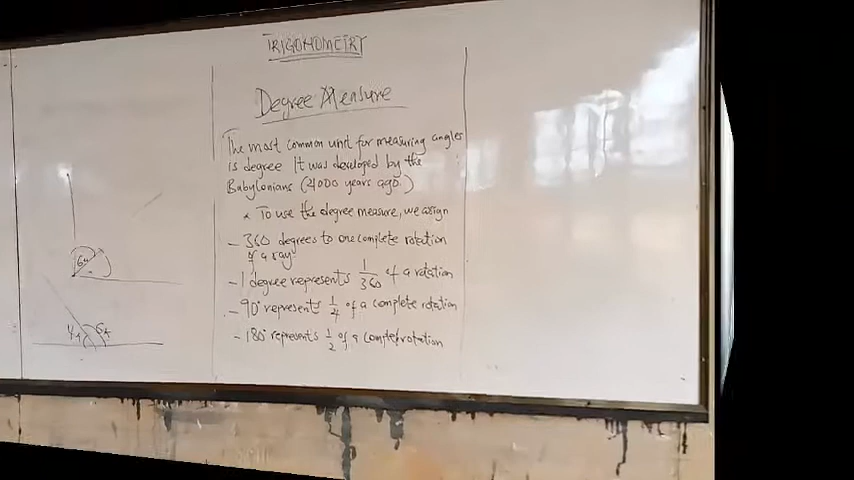 TRIGONOMETRY
Degree Measure
The most common unit for measuring angles
is degree It was developed by the
Babylonians (4000 years ago.)
* To use the degree measure, we assign
- 360 degrees to one complete rotation
of a ray
- 1 degree represents 1/360 of a rotation
- 90° represents 1/4 of a complete rotation
- 180° represents 1/2 of a complete rotation